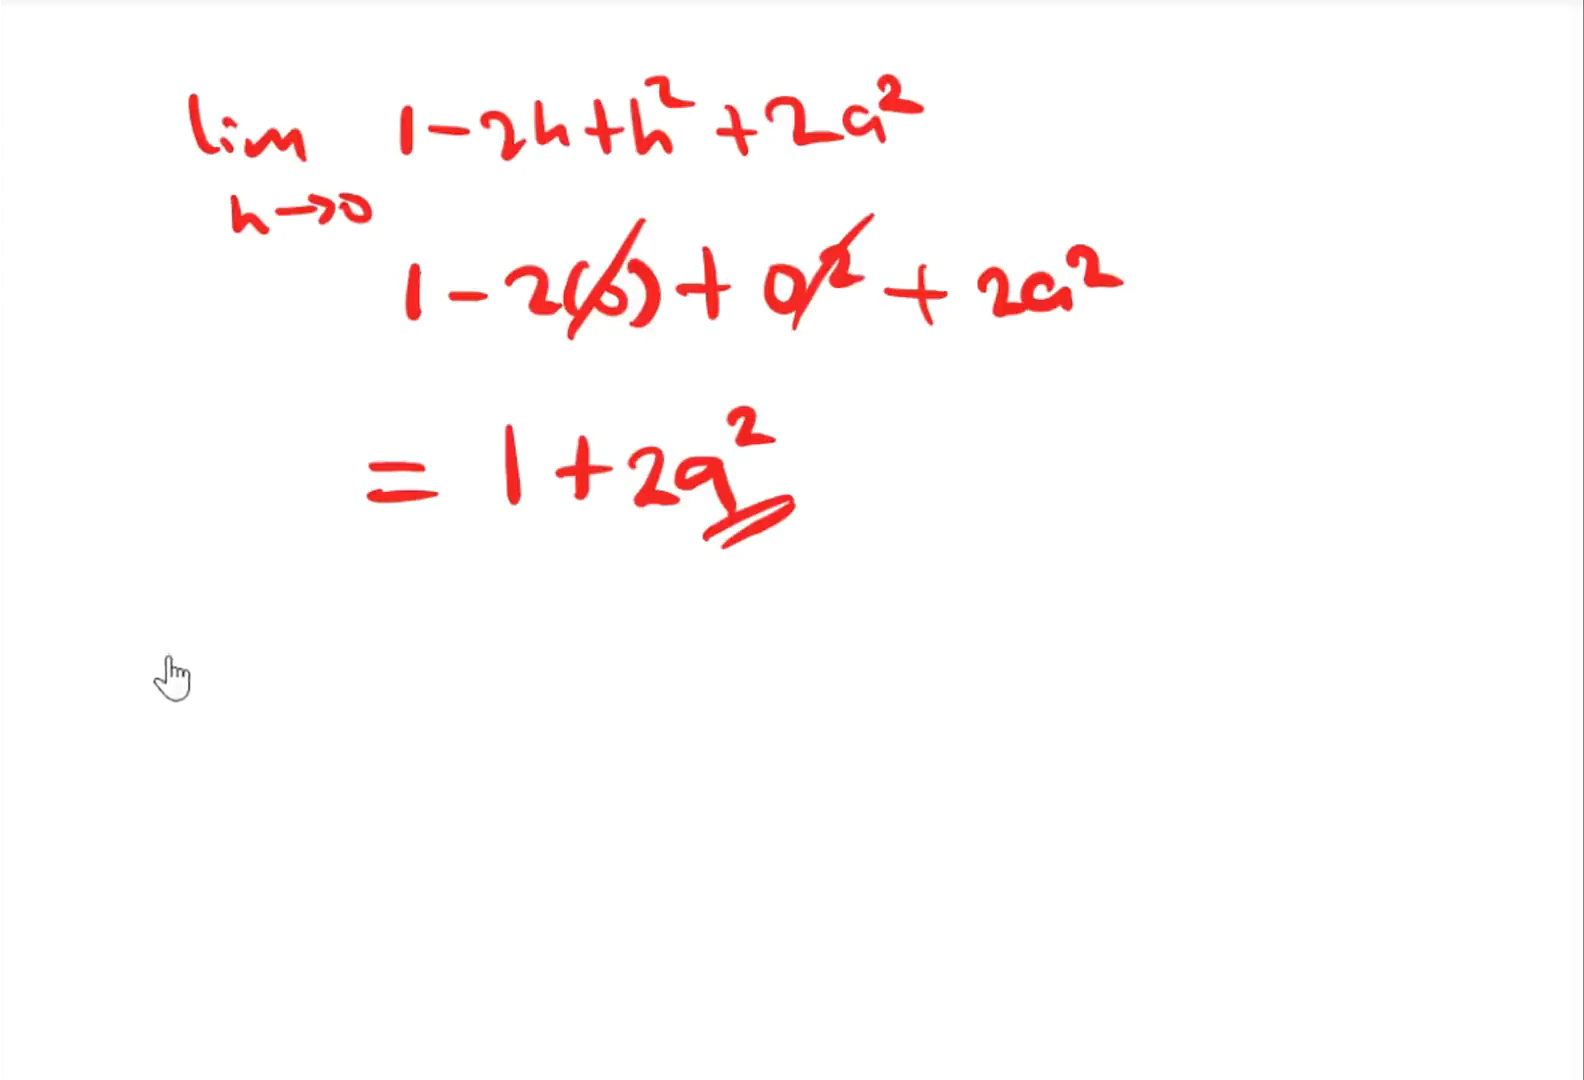 lim 1-2h+h²+2a²
h→0
1-2(0)+0²+2a²
= 1+2a²